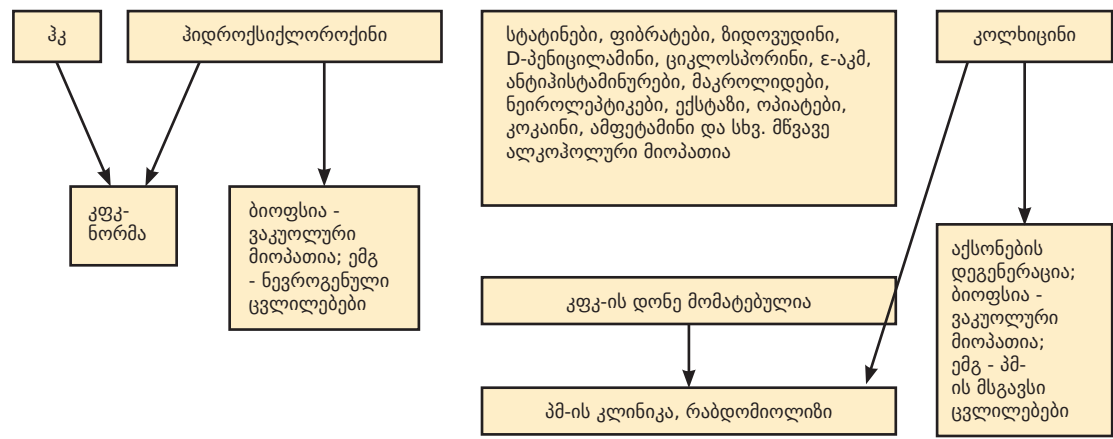 ჰკ
ჰიდროქსიქლოროქინი
სტატინები, ფიბრატები, ზიდოვუდინი,
D-პენიცილამინი, ციკლოსპორინი, ε-აკმ,
ანტიჰისტამინურები, მაკროლიდები,
ნეიროლეპტიკები, ექსტაზი, ოპიატები,
კოკაინი, ამფეტამინი და სხვ. მწვავე
ალკოჰოლური მიოპათია
კოლხიცინი
კფკ-
ნორმა
ბიოფსია -
ვაკუოლური
მიოპათია; ემგ
- ნევროგენული
ცვლილებები
კფკ-ის დონე მომატებულია
პმ-ის კლინიკა, რაბდომიოლიზი
აქსონების
დეგენერაცია;
ბიოფსია -
ვაკუოლური
მიოპათია;
ემგ - პმ-
ის მსგავსი
ცვლილებები